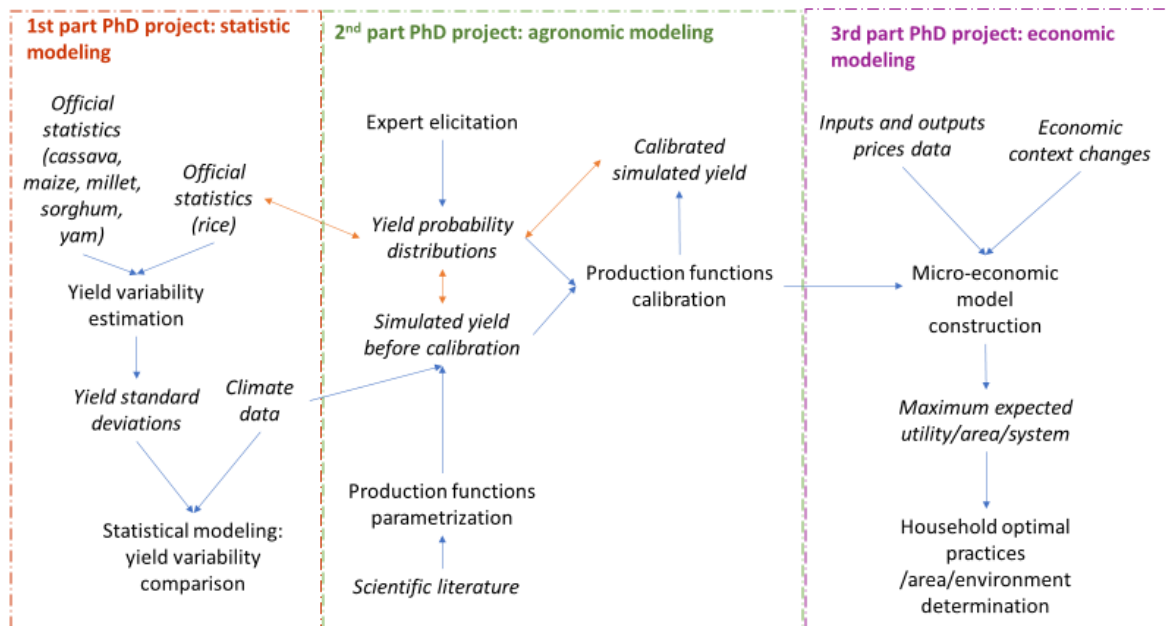 1st part PhD project: statistic
modeling
Official
statistics
(cassava,
maize, millet,
sorghum,
yam)
Official
statistics
(rice)
Yield variability
estimation
Yield standard
deviations
Climate
data
Statistical modeling:
yield variability
comparison
2nd part PhD project: agronomic modeling
Expert elicitation
Calibrated
simulated yield
Yield probability
distributions
Production functions
calibration
Simulated yield
before calibration
Production functions
parametrization
Scientific literature
3rd part PhD project: economic
modeling
Inputs and outputs
prices data
Economic
context changes
Micro-economic
model
construction
Maximum expected
utility/area/system
Household optimal
practices
/area/environment
determination